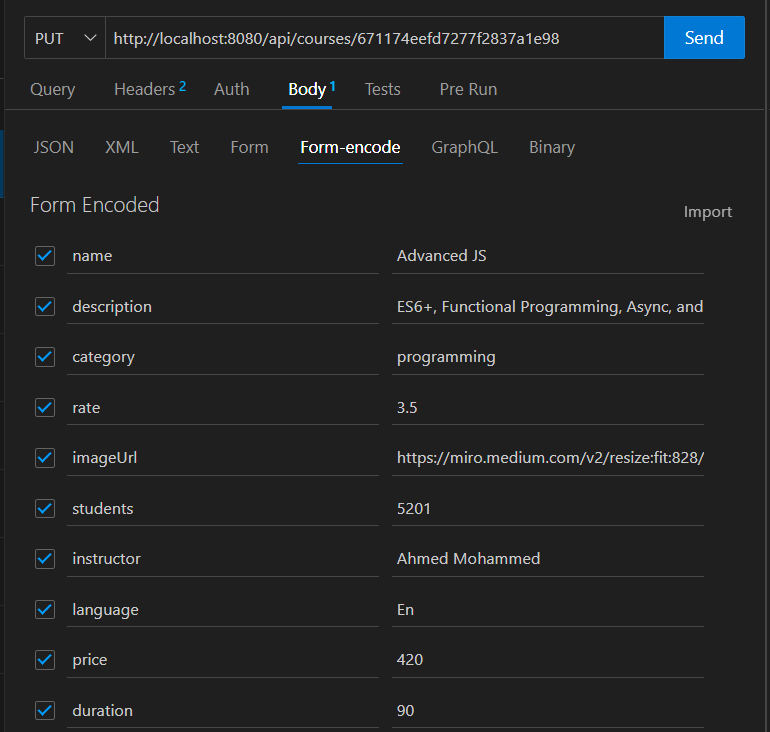 PUT http://localhost:8080/api/courses/671174eefd7277f2837a1e98 Send
Query Headers 2 Auth Body 1 Tests Pre Run
JSON XML Text Form Form-encode GraphQL Binary
Form Encoded
Import
name Advanced JS
description ES6+, Functional Programming, Async, and
category programming
rate 3.5
imageUrl https://miro.medium.com/v2/resize:fit:828/
students 5201
instructor Ahmed Mohammed
language En
price 420
duration 90